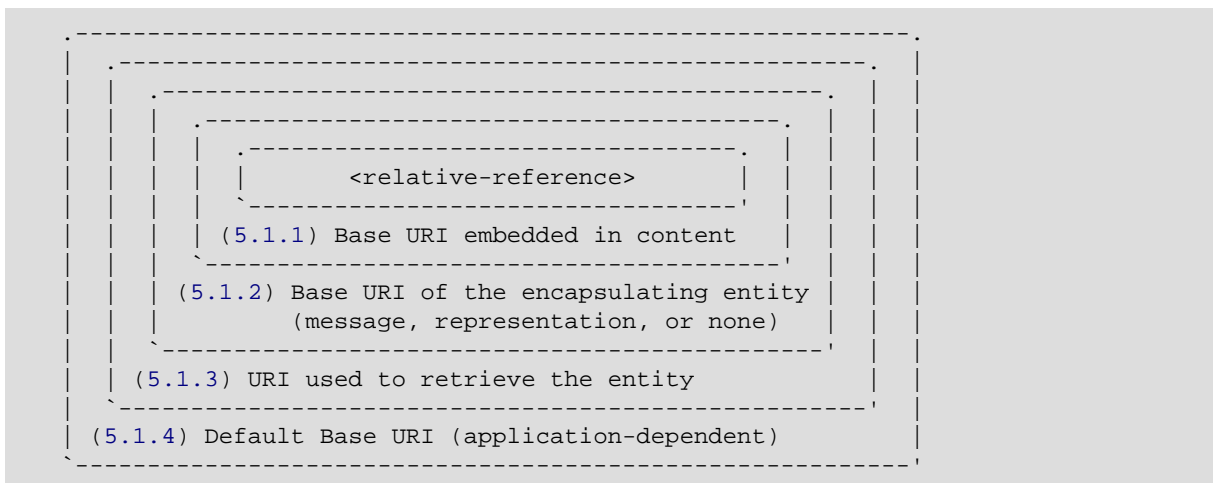 <relative-reference>
(5.1.1) Base URI embedded in content
(5.1.2) Base URI of the encapsulating entity
(message, representation, or none)
(5.1.3) URI used to retrieve the entity
(5.1.4) Default Base URI (application-dependent)